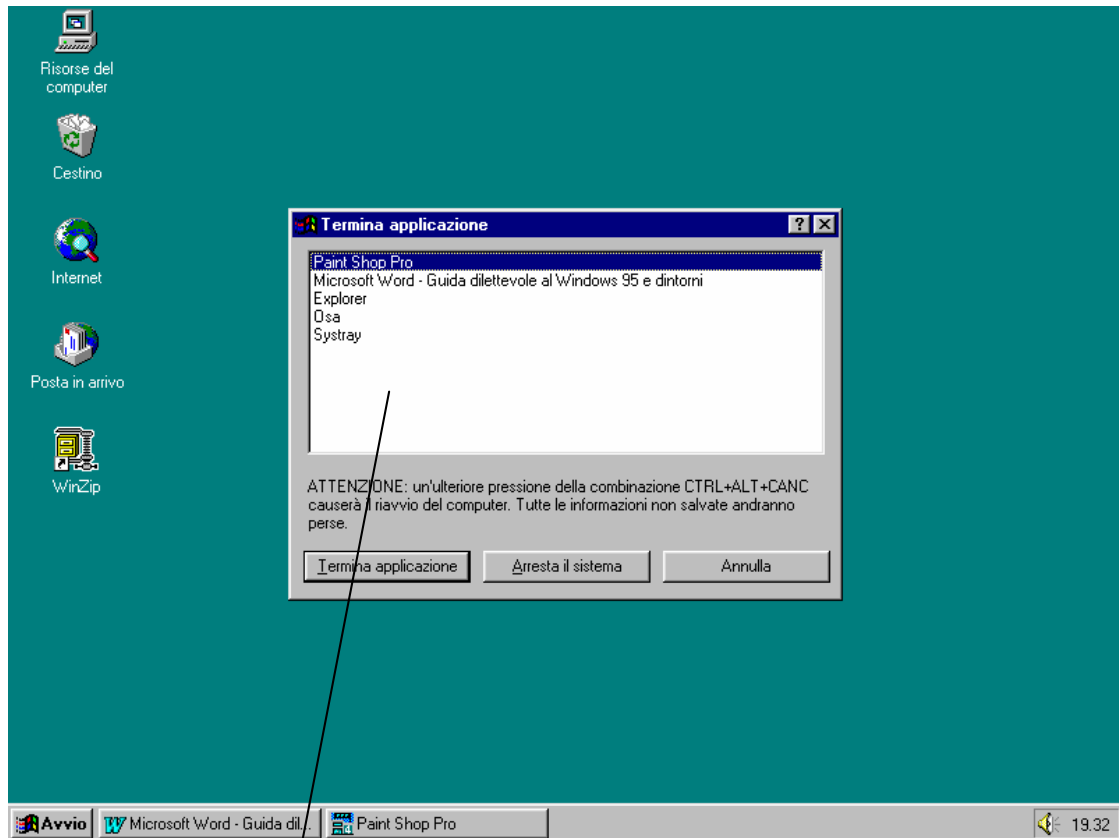 Risorse del
computer
Cestino
Internet
Posta in arrivo
WinZip
Termina applicazione
Paint Shop Pro
Microsoft Word - Guida dilettevole al Windows 95 e dintorni
Explorer
Osa
Systray
ATTENZIONE: un'ulteriore pressione della combinazione CTRL+ALT+CANC
causerà il riavvio del computer. Tutte le informazioni non salvate andranno
perse.
Termina applicazione
Arresta il sistema
Annulla
Avvio
Microsoft Word - Guida dil...
Paint Shop Pro
19.32